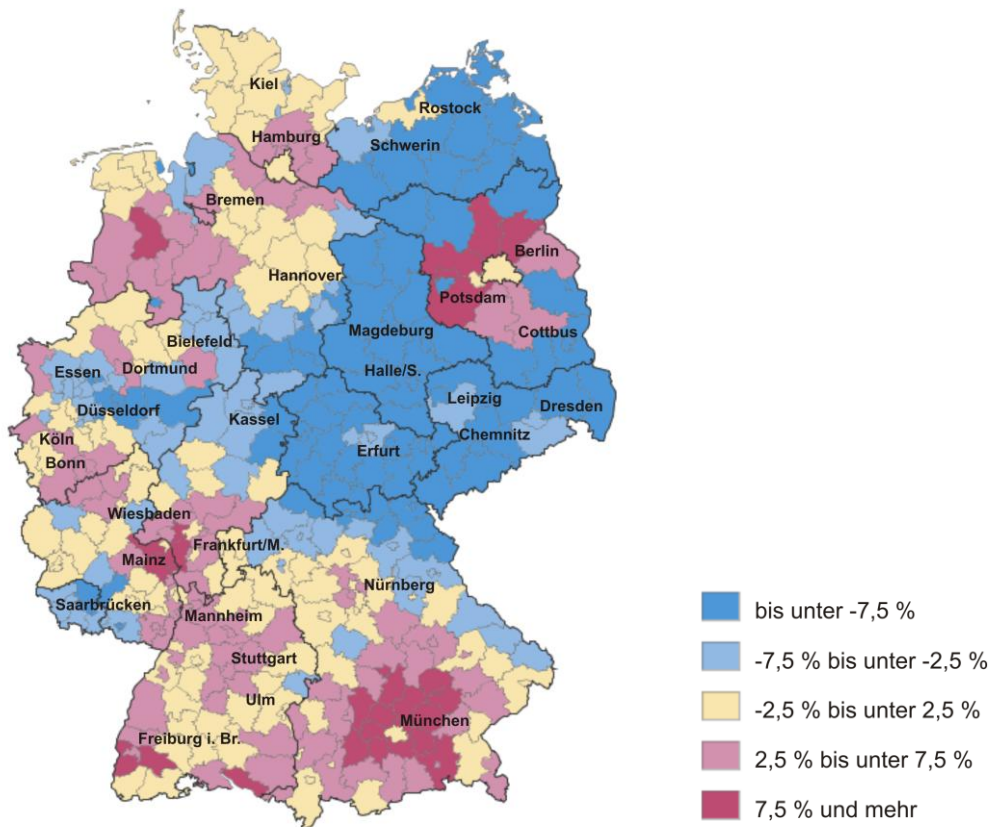 Kiel
Rostock
Hamburg
Schwerin
Bremen
Berlin
Hannover
Potsdam
Magdeburg
Cottbus
Bielefeld
Essen
Dortmund
Halle/S.
Leipzig
Düsseldorf
Kassel
Dresden
Köln
Chemnitz
Erfurt
Bonn
Wiesbaden
Frankfurt/M.
Mainz
Nürnberg
Saarbrücken
Mannheim
Stuttgart
Ulm
München
Freiburg i. Br.
bis unter -7,5 %
-7,5 % bis unter -2,5 %
-2,5 % bis unter 2,5 %
2,5 % bis unter 7,5 %
7,5 % und mehr